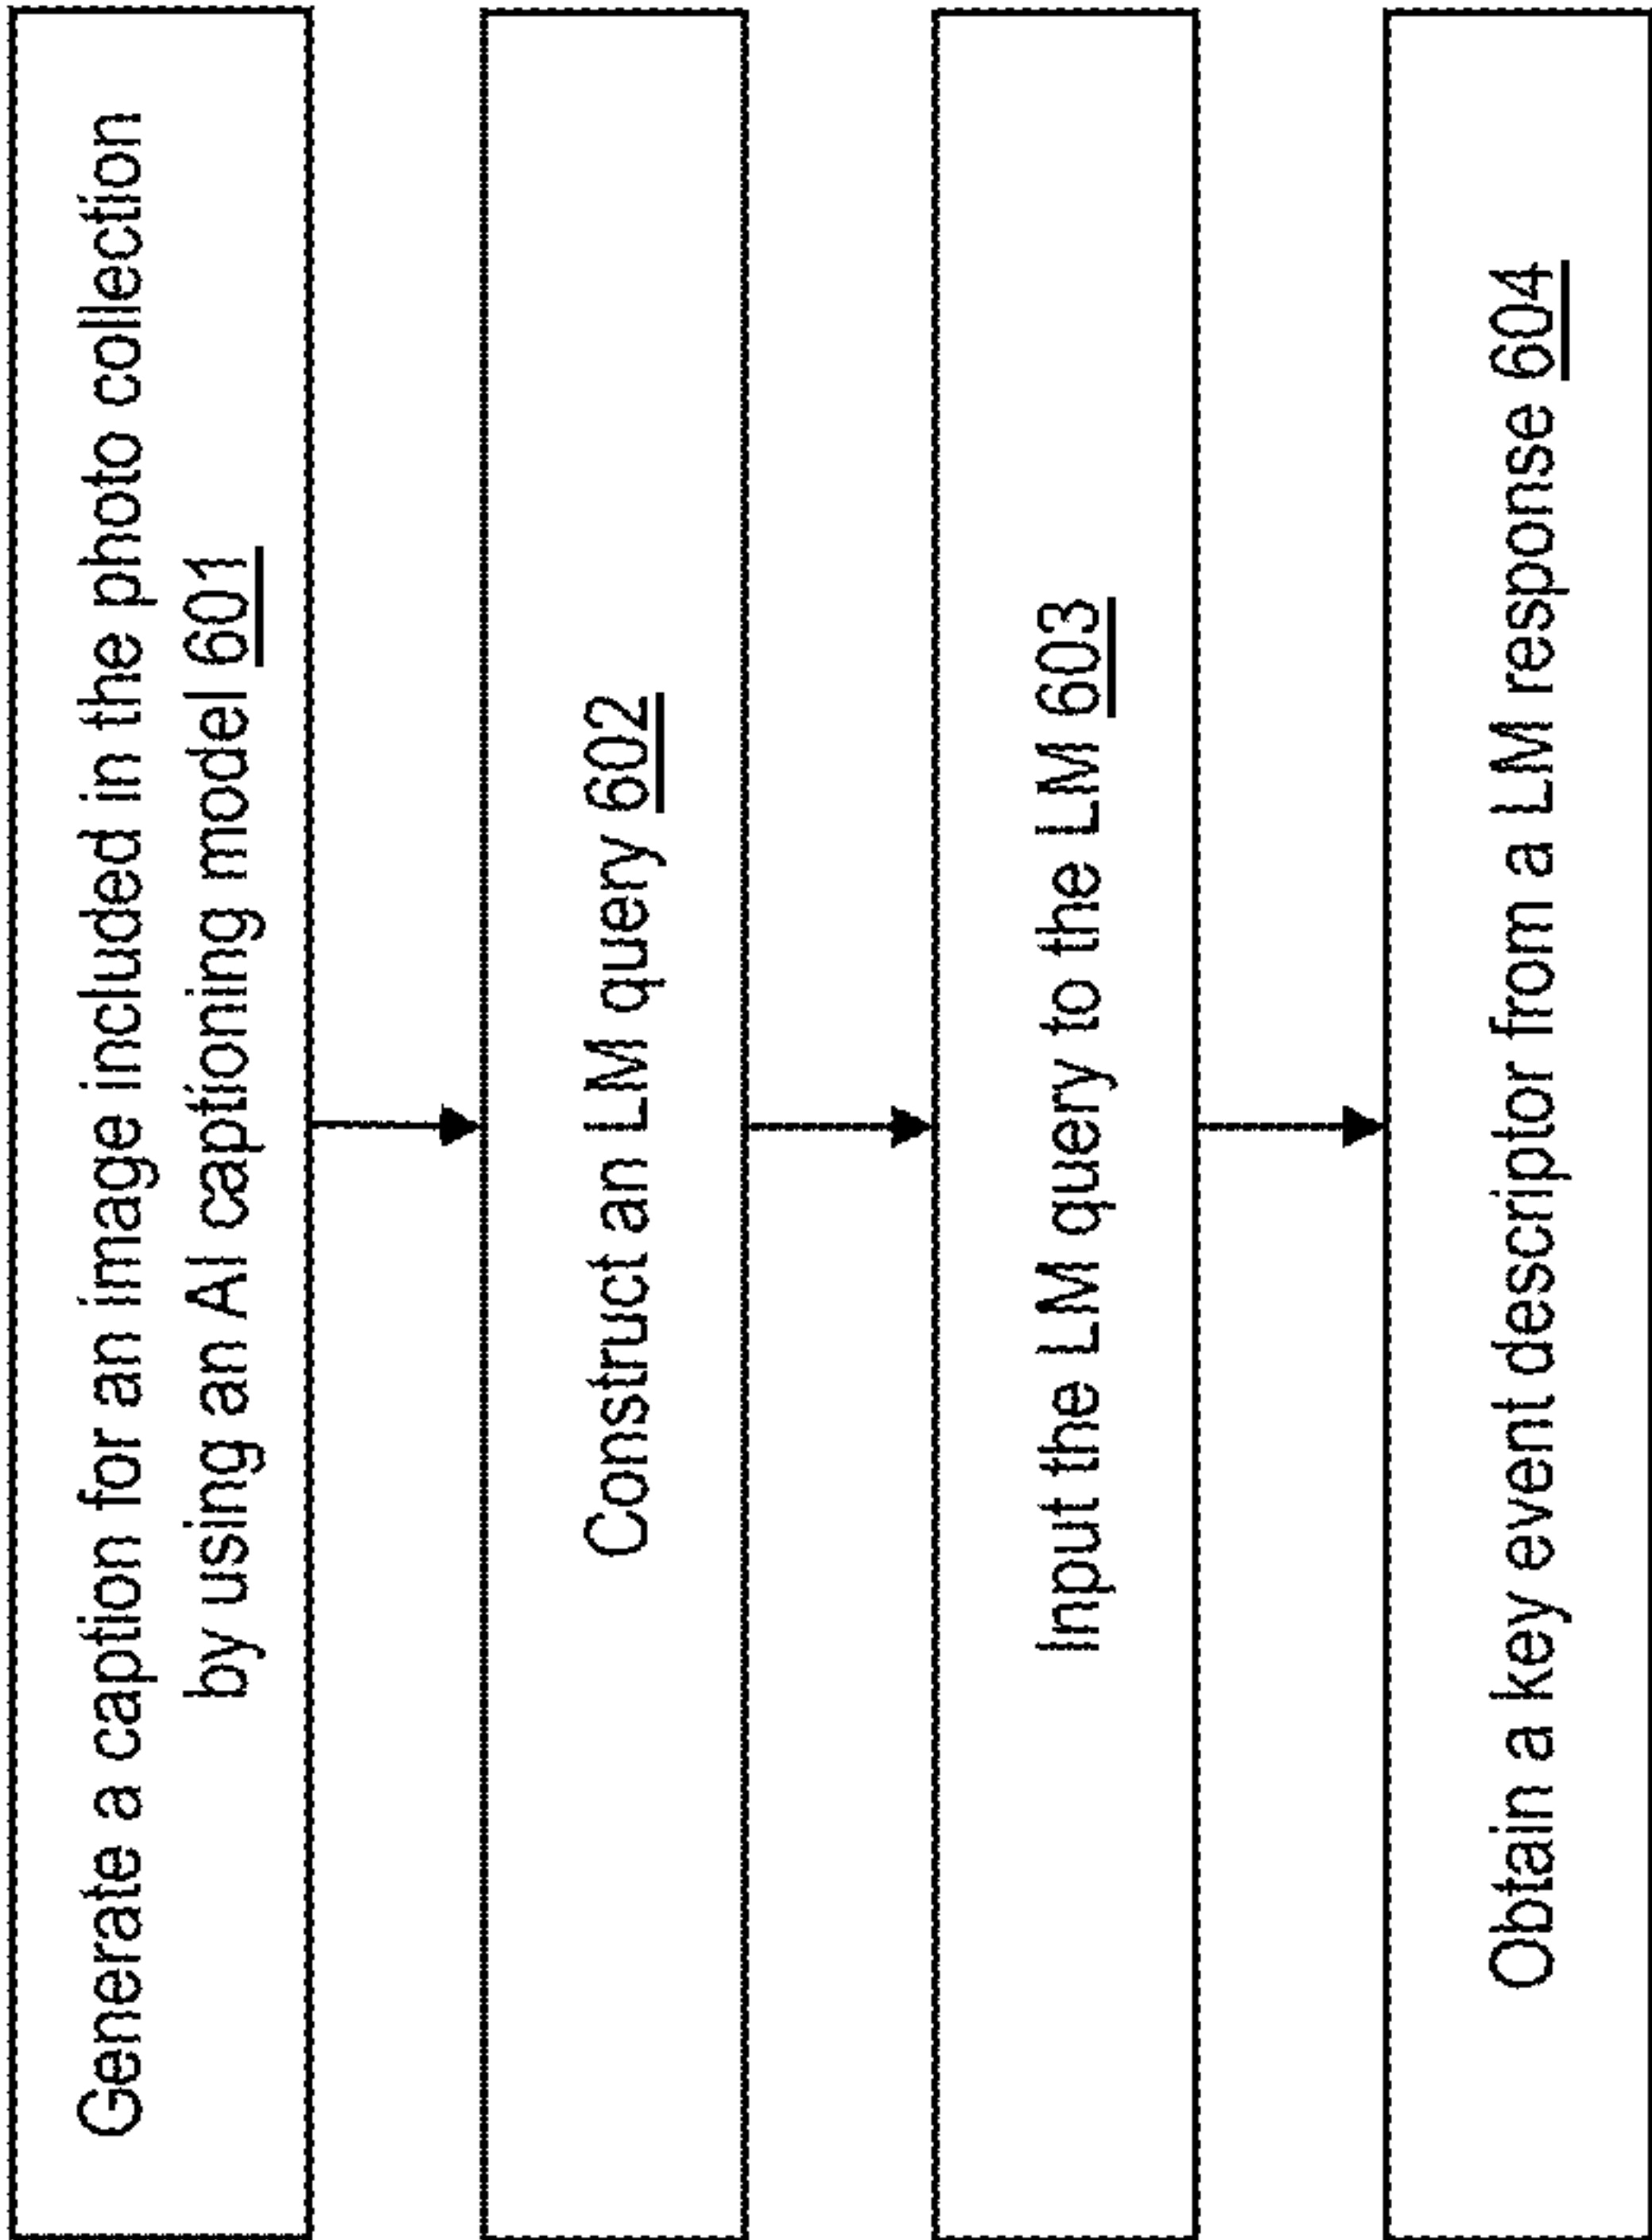 Generate a caption for an image included in the photo collection
by using an AI captioning model 601
Construct an LM query 602
Input the LM query to the LM 603
Obtain a key event descriptor from a LM response 604